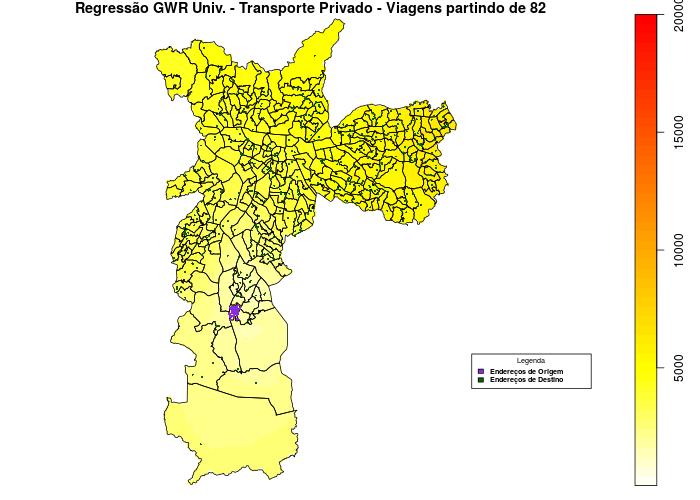 Regressão GWR Univ. - Transporte Privado - Viagens partindo de 82
20000
15000
10000
5000
Legenda
Endereços de Origem
Endereços de Destino